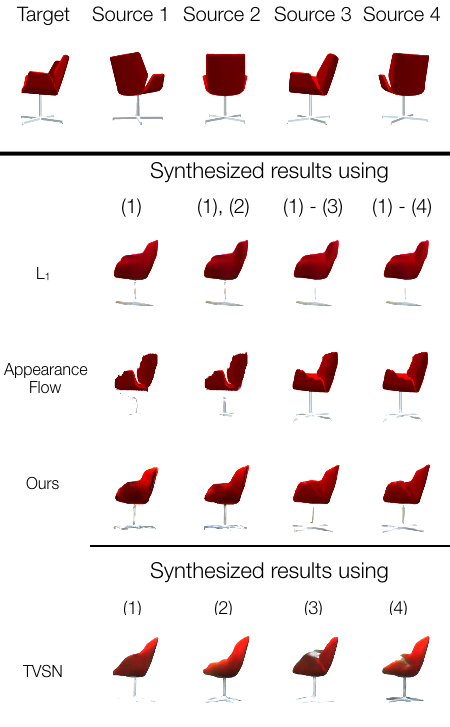 Target Source 1 Source 2 Source 3 Source 4
Synthesized results using
(1) (1), (2) (1) - (3) (1) - (4)
L₁
Appearance
Flow
Ours
Synthesized results using
(1) (2) (3) (4)
TVSN